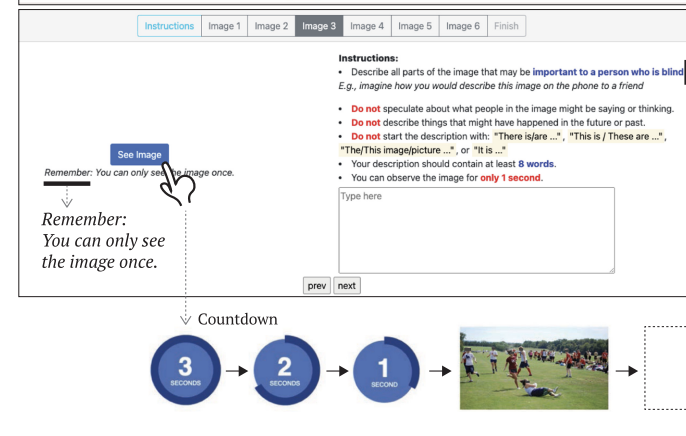 Instructions Image 1 Image 2 Image 3 Image 4 Image 5 Image 6 Finish
See Image
Remember: You can only see the image once.
Remember:
You can only see
the image once.
Instructions:
• Describe all parts of the image that may be important to a person who is blind
E.g., imagine how you would describe this image on the phone to a friend
• Do not speculate about what people in the image might be saying or thinking.
• Do not describe things that might have happened in the future or past.
• Do not start the description with: "There is/are ...", "This is / These are ...",
"The/This image/picture ...", or "It is ..."
• Your description should contain at least 8 words.
• You can observe the image for only 1 second.
Type here
prev next
Countdown
3
SECONDS
2
SECONDS
1
SECOND